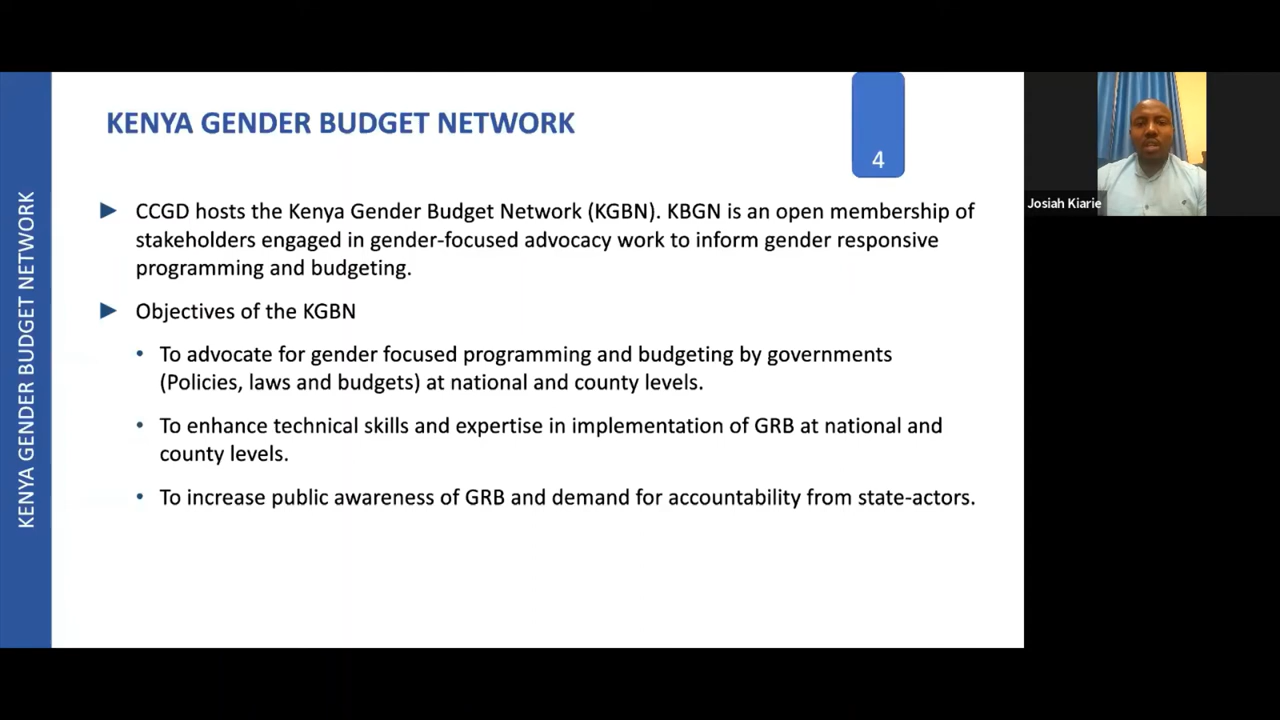 KENYA GENDER BUDGET NETWORK
KENYA GENDER BUDGET NETWORK
4
CCGD hosts the Kenya Gender Budget Network (KGBN). KBGN is an open membership of
stakeholders engaged in gender-focused advocacy work to inform gender responsive
programming and budgeting.
Objectives of the KGBN
To advocate for gender focused programming and budgeting by governments
(Policies, laws and budgets) at national and county levels.
To enhance technical skills and expertise in implementation of GRB at national and
county levels.
To increase public awareness of GRB and demand for accountability from state-actors.
Josiah Kiarie